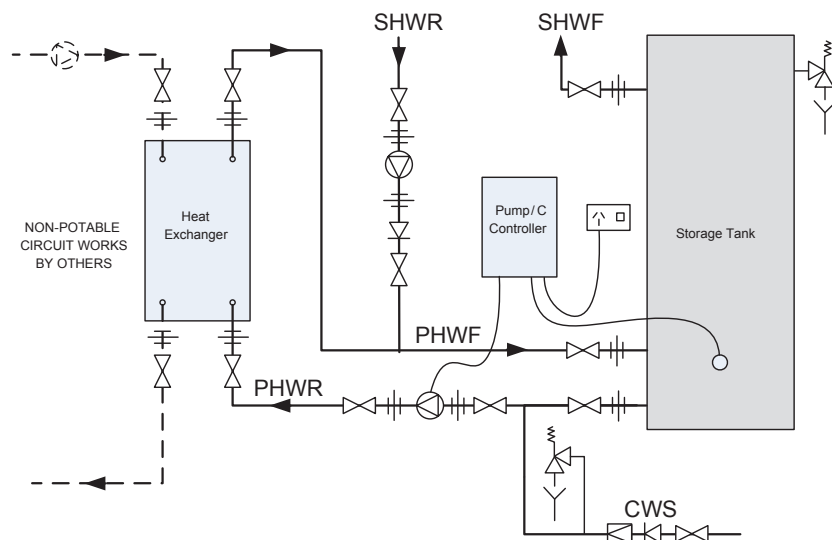 SHWR
SHWF
Heat
Exchanger
Pump/C
Controller
Storage Tank
NON-POTABLE
CIRCUIT WORKS
BY OTHERS
PHWF
PHWR
CWS